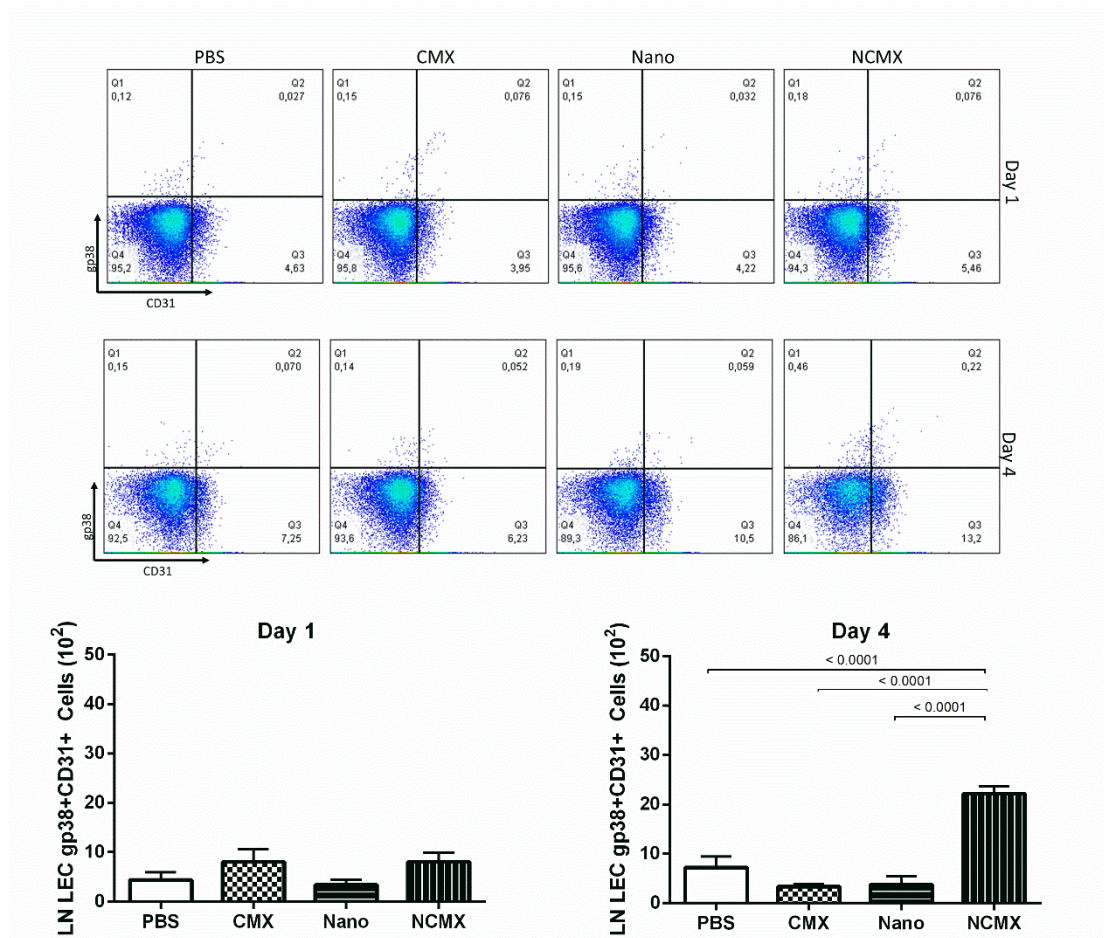 PBS CMX Nano NCMX
Q1 Q2 Q1 Q2 Q1 Q2 Q1 Q2
0,12 0,027 0,15 0,076 0,15 0,032 0,18 0,076
Day 1
gp38
Q4 Q3 Q4 Q3 Q4 Q3 Q4 Q3
95,2 4,63 95,8 3,95 95,6 4,22 94,3 5,46
CD31
Q1 Q2 Q1 Q2 Q1 Q2 Q1 Q2
0,15 0,070 0,14 0,052 0,19 0,059 0,46 0,22
Day 4
gp38
Q4 Q3 Q4 Q3 Q4 Q3 Q4 Q3
92,5 7,25 93,6 6,23 89,3 10,5 86,1 13,2
CD31
Day 1
LN LEC gp38+CD31+ Cells (10²)
50
40
30
20
10
0
PBS CMX Nano NCMX
Day 4
LN LEC gp38+CD31+ Cells (10²)
50
40
30
20
10
0
< 0.0001
< 0.0001
< 0.0001
PBS CMX Nano NCMX